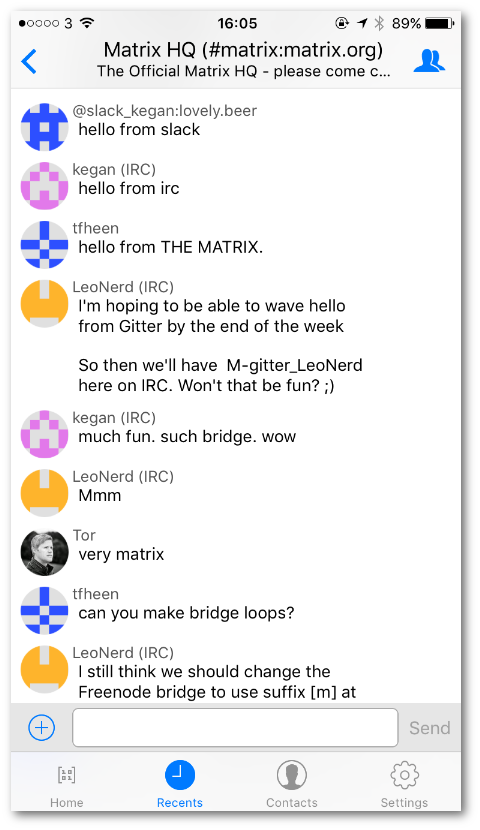 3 16:05 89%
Matrix HQ (#matrix:matrix.org)
The Official Matrix HQ - please come c...
@slack_kegan:lovely.beer
hello from slack
kegan (IRC)
hello from irc
tfheen
hello from THE MATRIX.
LeoNerd (IRC)
I'm hoping to be able to wave hello
from Gitter by the end of the week
So then we'll have M-gitter_LeoNerd
here on IRC. Won't that be fun? ;)
kegan (IRC)
much fun. such bridge. wow
LeoNerd (IRC)
Mmm
Tor
very matrix
tfheen
can you make bridge loops?
LeoNerd (IRC)
I still think we should change the
Freenode bridge to use suffix [m] at
Send
Home Recents Contacts Settings